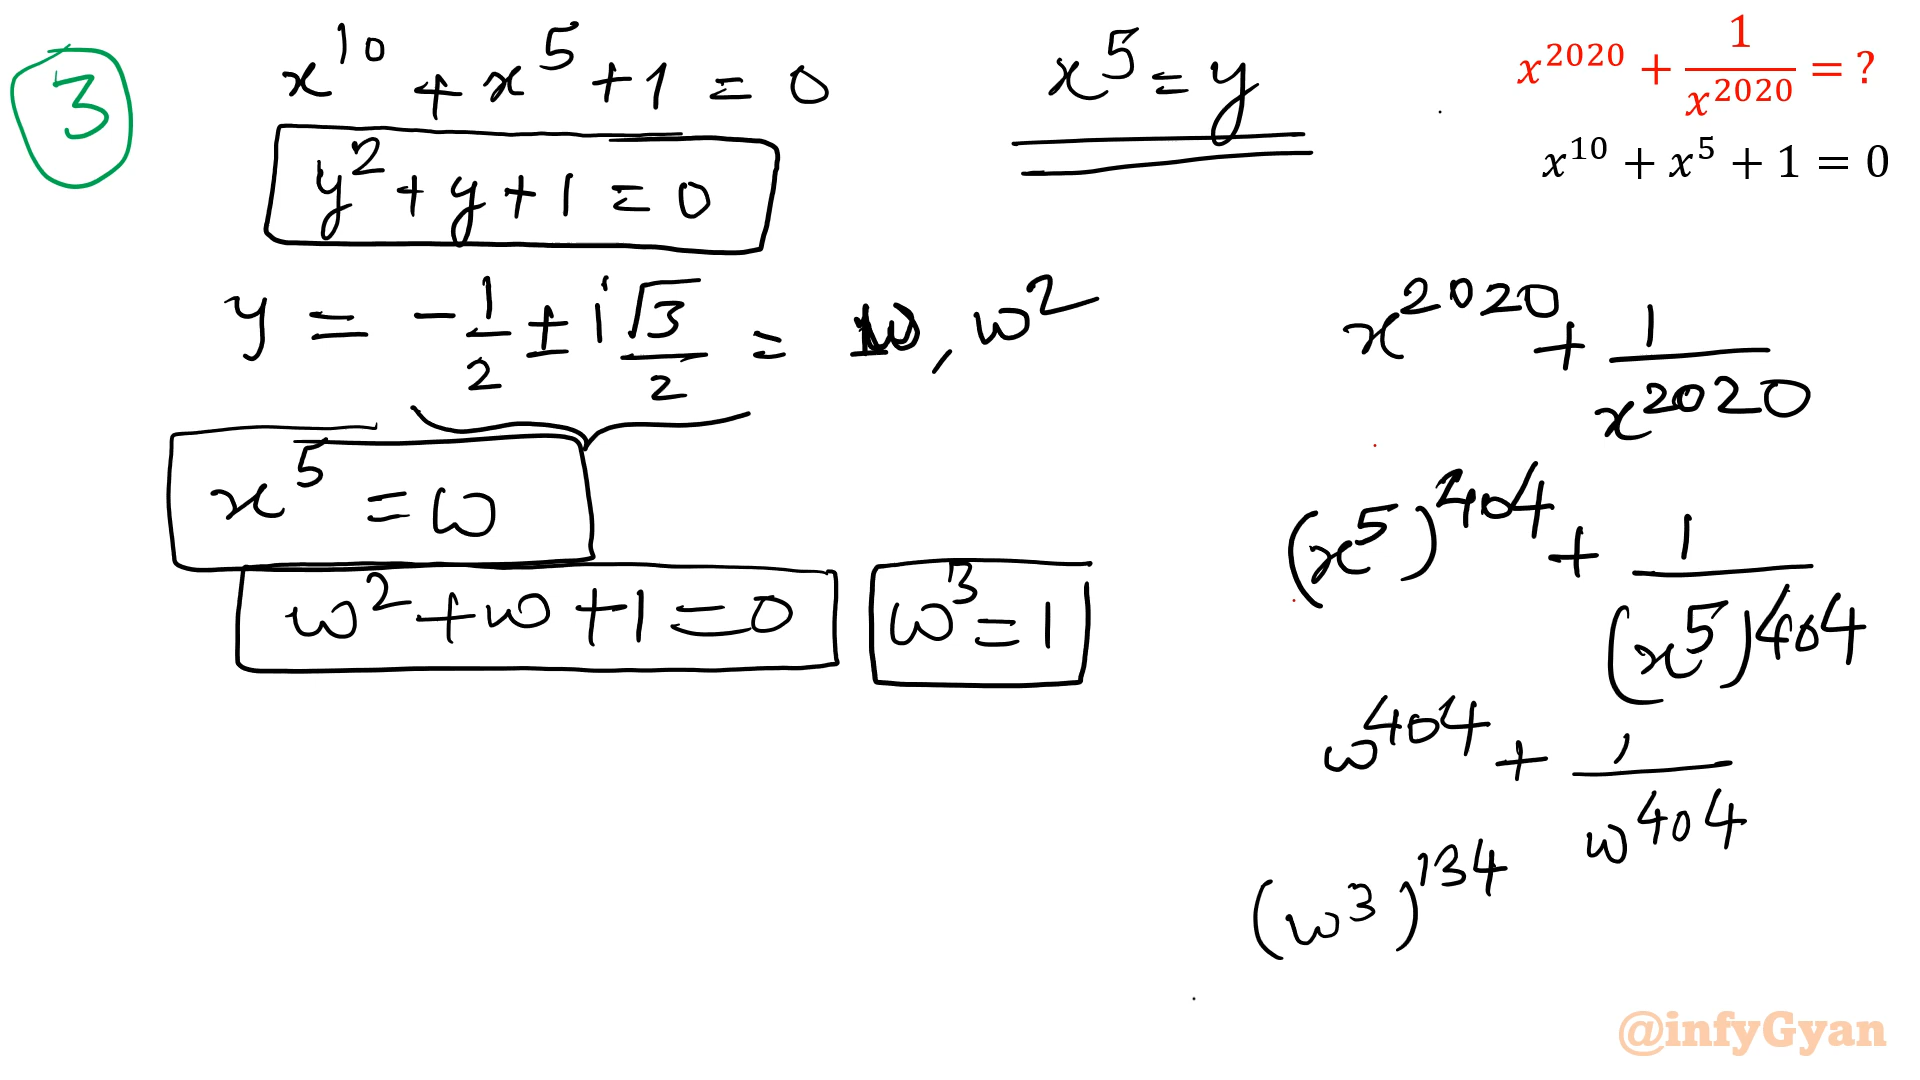 3
x^10 + x^5 + 1 = 0
x^5 = y
y^2 + y + 1 = 0
y = -1/2 ± i√3/2 = w, w^2
x^5 = w
w^2 + w + 1 = 0
w^3 = 1
x^2020 + 1/x^2020 = ?
x^10 + x^5 + 1 = 0
x^2020 + 1/x^2020
(x^5)^404 + 1/(x^5)^404
w^404 + 1/w^404
(w^3)^134
@infyGyan